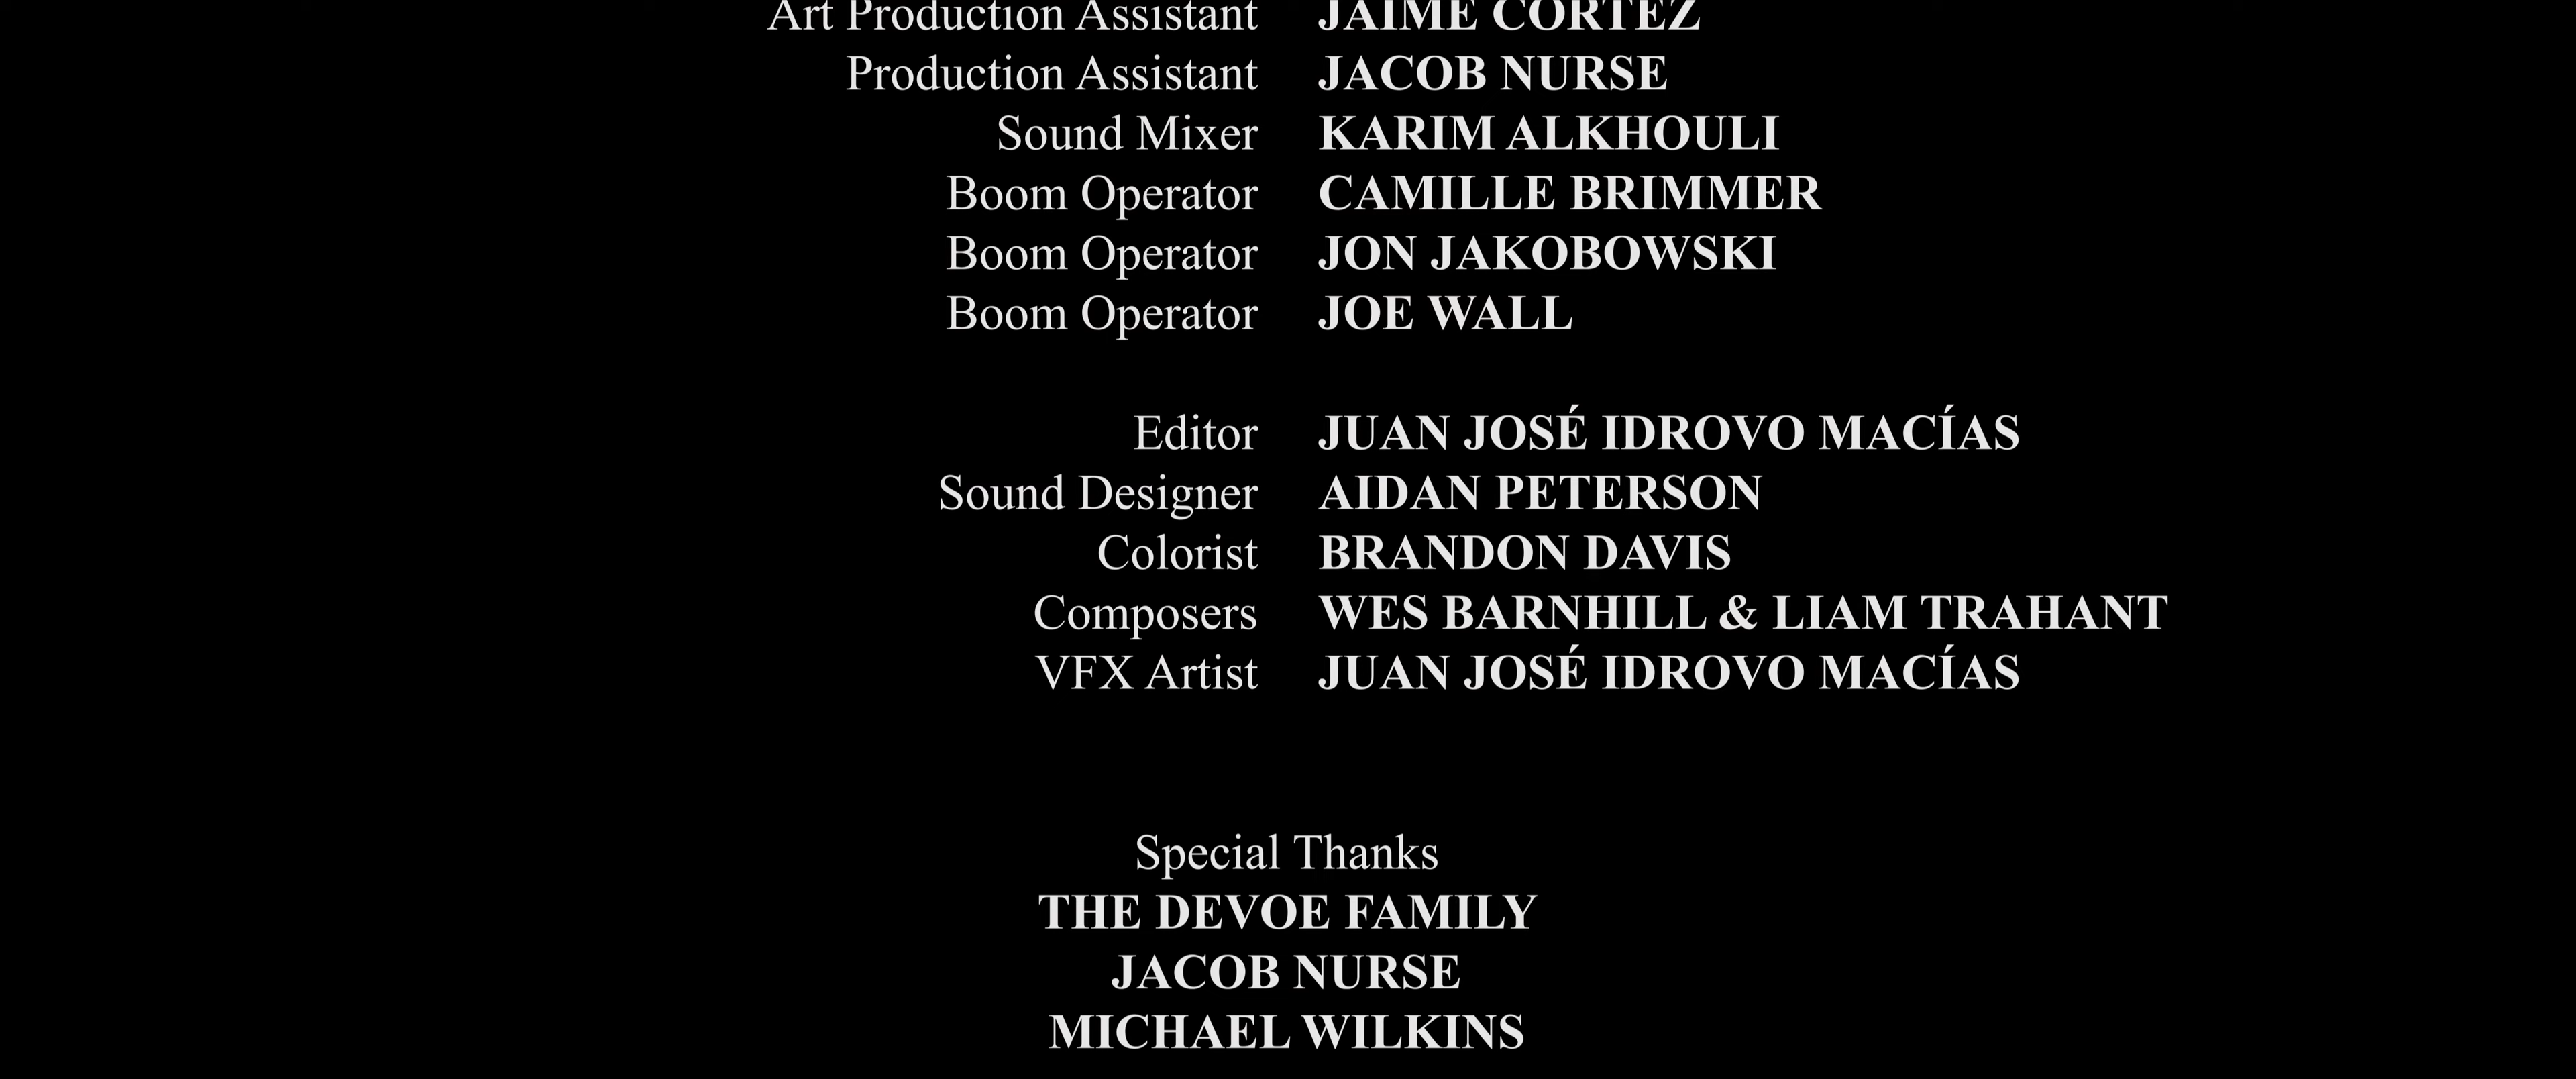 Art Production Assistant JAIME CORTEZ
Production Assistant JACOB NURSE
Sound Mixer KARIM ALKHOULI
Boom Operator CAMILLE BRIMMER
Boom Operator JON JAKOBOWSKI
Boom Operator JOE WALL
Editor JUAN JOSÉ IDROVO MACÍAS
Sound Designer AIDAN PETERSON
Colorist BRANDON DAVIS
Composers WES BARNHILL & LIAM TRAHANT
VFX Artist JUAN JOSÉ IDROVO MACÍAS
Special Thanks
THE DEVOE FAMILY
JACOB NURSE
MICHAEL WILKINS